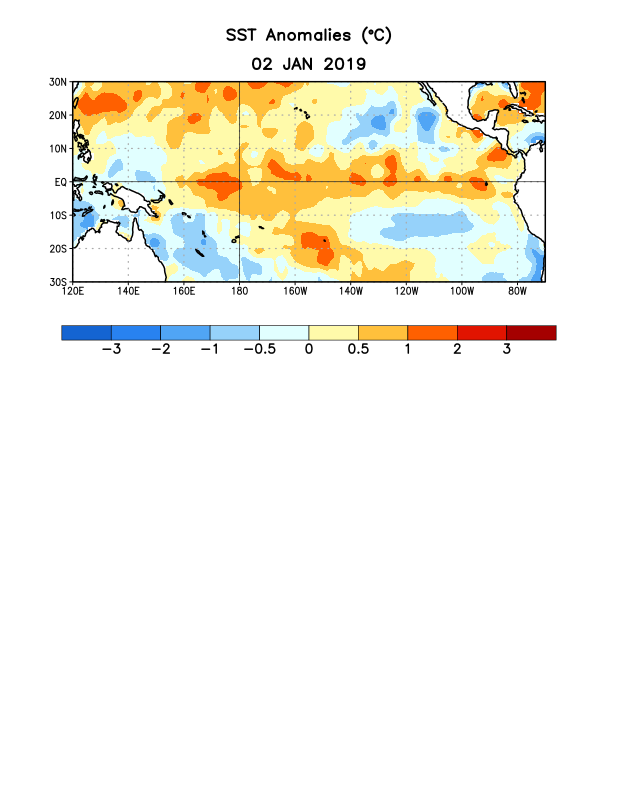 SST Anomalies (°C)
02 JAN 2019
30N
20N
10N
EQ
10S
20S
30S
120E 140E 160E 180 160W 140W 120W 100W 80W
−3 −2 −1 −0.5 0 0.5 1 2 3